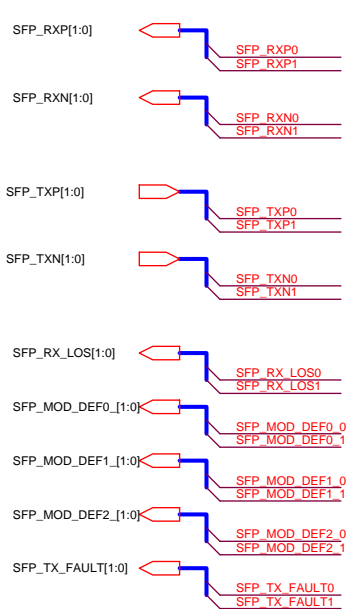 SFP_RXP[1:0]
SFP_RXP0
SFP_RXP1
SFP_RXN[1:0]
SFP_RXN0
SFP_RXN1
SFP_TXP[1:0]
SFP_TXP0
SFP_TXP1
SFP_TXN[1:0]
SFP_TXN0
SFP_TXN1
SFP_RX_LOS[1:0]
SFP_RX_LOS0
SFP_RX_LOS1
SFP_MOD_DEF0_[1:0]
SFP_MOD_DEF0_0
SFP_MOD_DEF0_1
SFP_MOD_DEF1_[1:0]
SFP_MOD_DEF1_0
SFP_MOD_DEF1_1
SFP_MOD_DEF2_[1:0]
SFP_MOD_DEF2_0
SFP_MOD_DEF2_1
SFP_TX_FAULT[1:0]
SFP_TX_FAULT0
SFP_TX_FAULT1